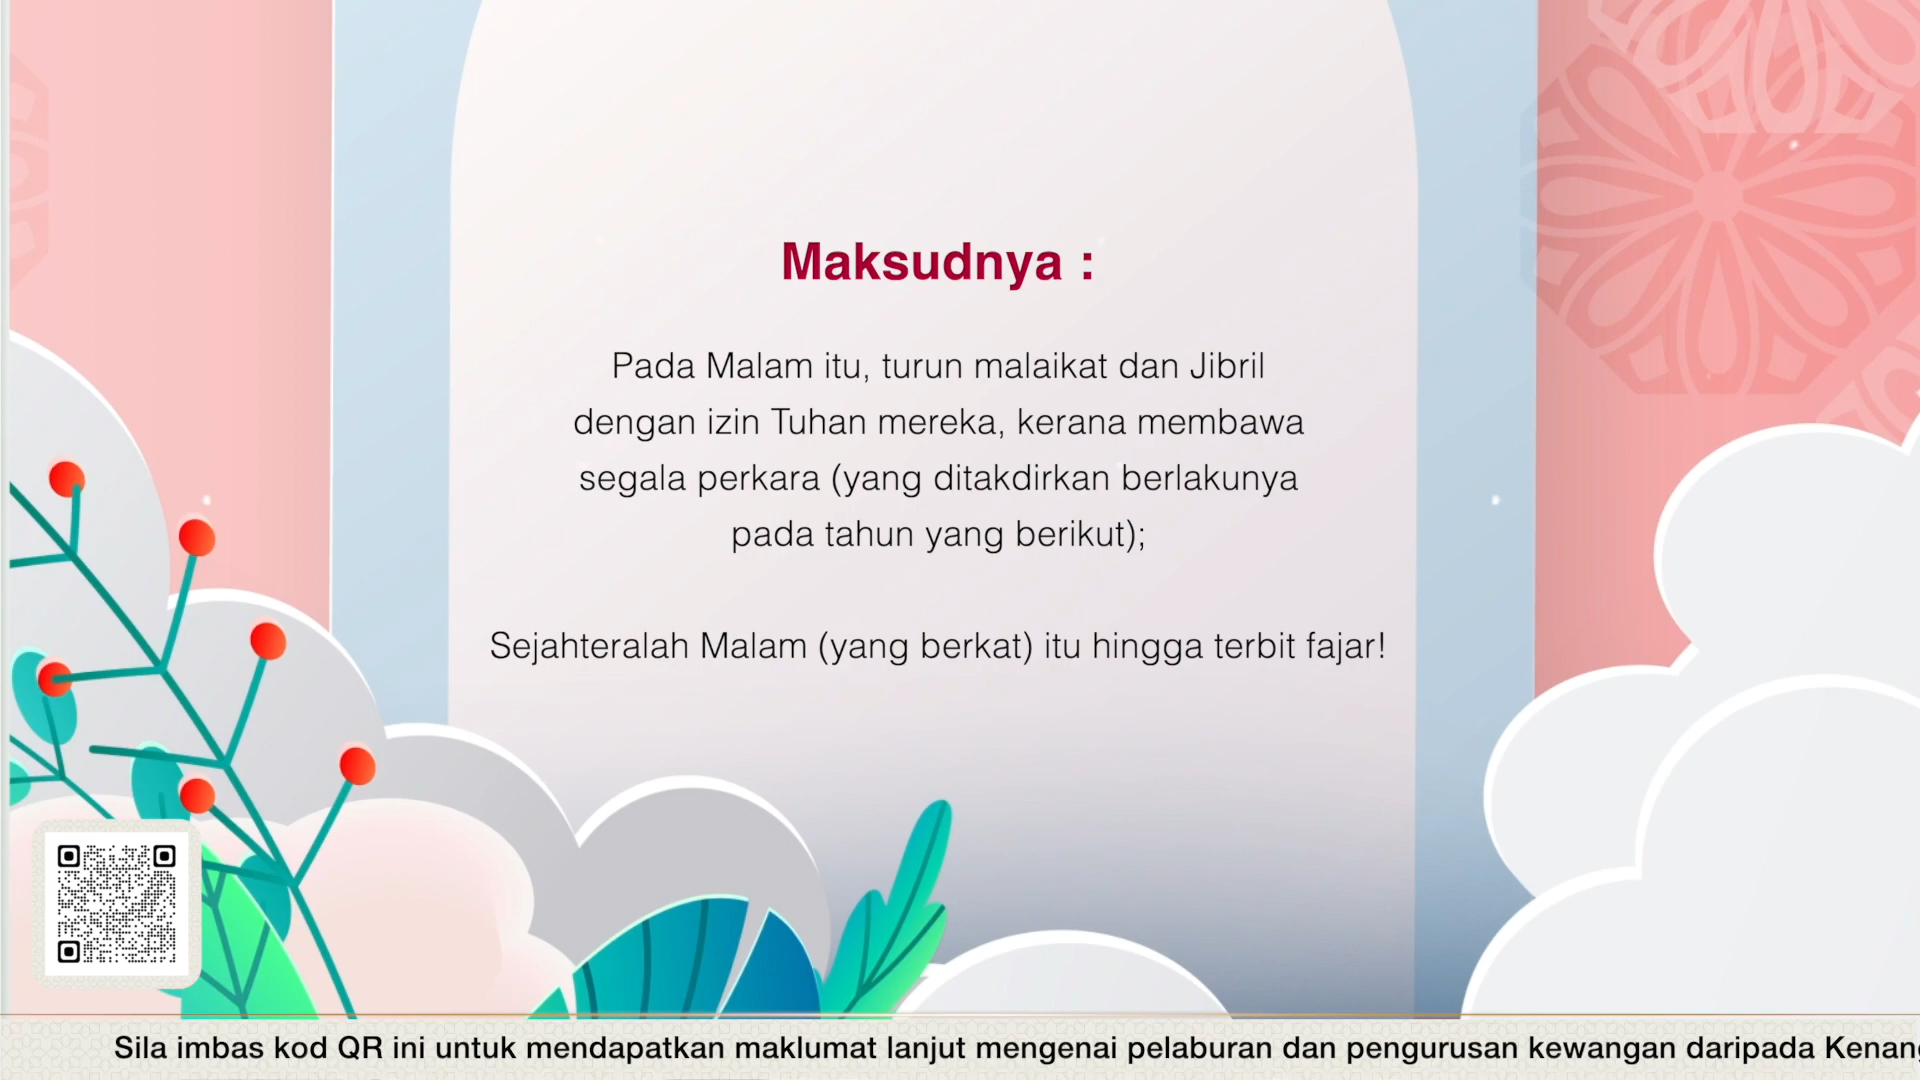 Maksudnya :
Pada Malam itu, turun malaikat dan Jibril
dengan izin Tuhan mereka, kerana membawa
segala perkara (yang ditakdirkan berlakunya
pada tahun yang berikut);
Sejahteralah Malam (yang berkat) itu hingga terbit fajar!
Sila imbas kod QR ini untuk mendapatkan maklumat lanjut mengenai pelaburan dan pengurusan kewangan daripada